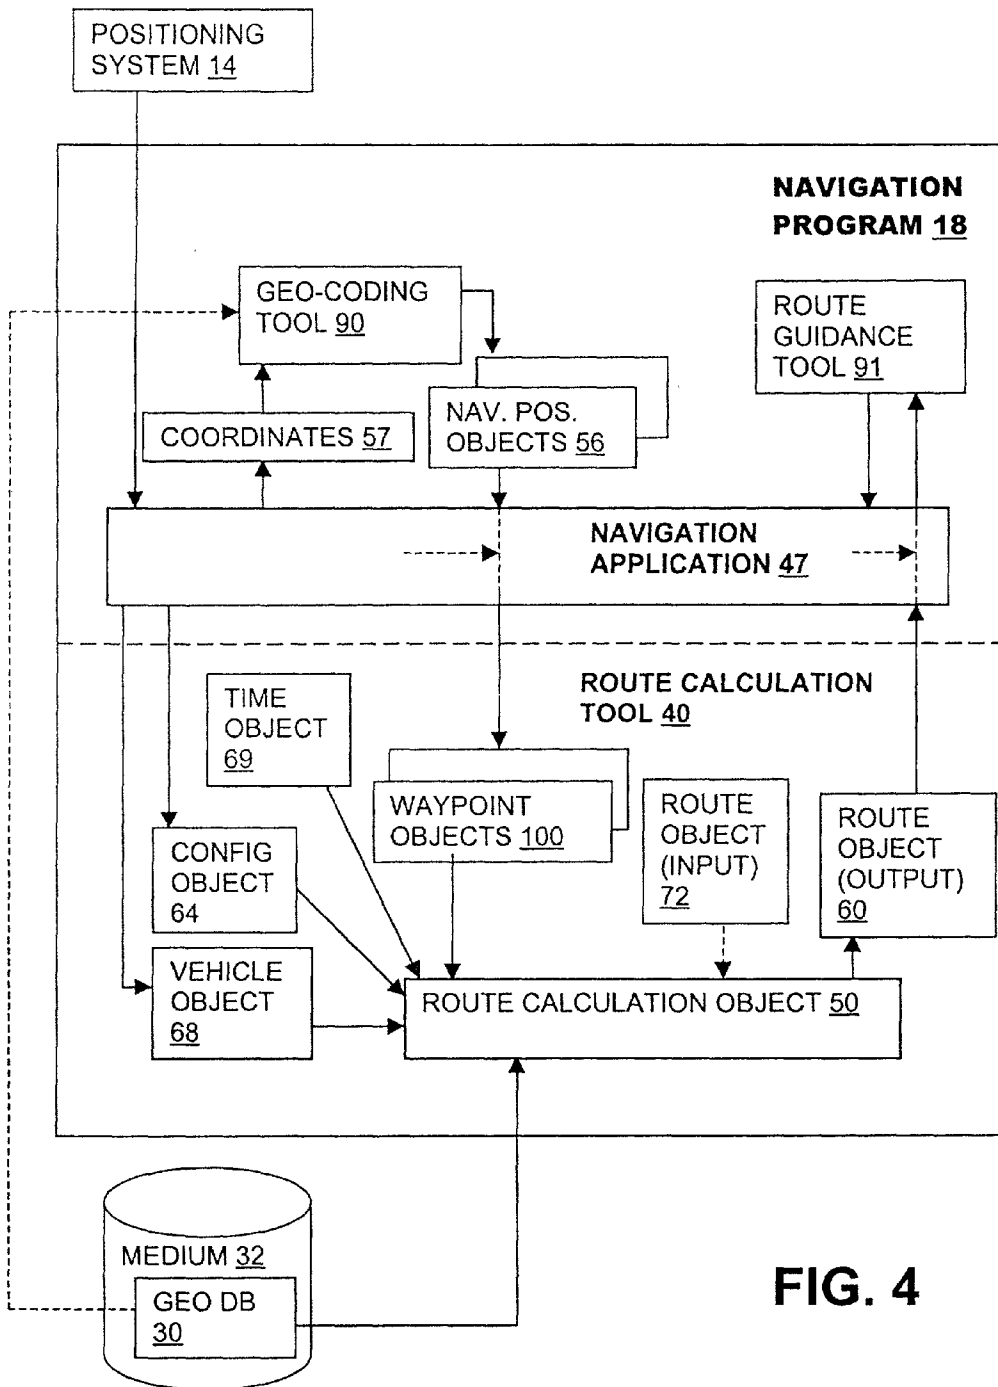 POSITIONING
SYSTEM 14
NAVIGATION
PROGRAM 18
GEO-CODING
TOOL 90
ROUTE
GUIDANCE
TOOL 91
NAV. POS.
OBJECTS 56
COORDINATES 57
NAVIGATION
APPLICATION 47
ROUTE CALCULATION
TOOL 40
TIME
OBJECT
69
WAYPOINT
OBJECTS 100
ROUTE
OBJECT
(INPUT)
72
ROUTE
OBJECT
(OUTPUT)
60
CONFIG
OBJECT
64
VEHICLE
OBJECT
68
ROUTE CALCULATION OBJECT 50
MEDIUM 32
GEO DB
30
FIG. 4